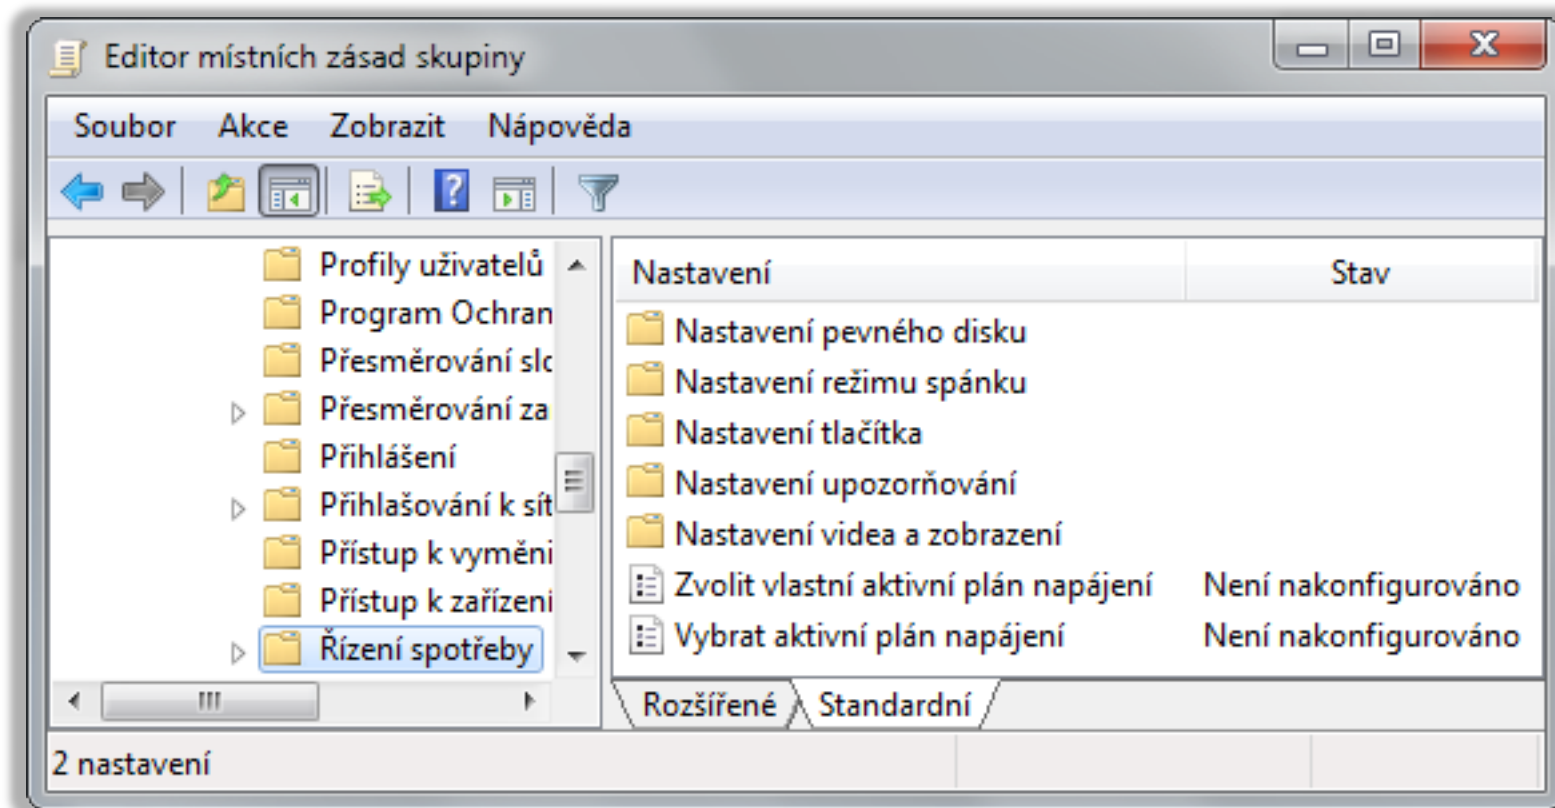 Editor místních zásad skupiny
Soubor Akce Zobrazit Nápověda
Profily uživatelů
Program Ochran
Přesměrování slo
Přesměrování za
Přihlášení
Přihlašování k sít
Přístup k vyměni
Přístup k zařízení
Řízení spotřeby
Nastavení Stav
Nastavení pevného disku
Nastavení režimu spánku
Nastavení tlačítka
Nastavení upozorňování
Nastavení videa a zobrazení
Zvolit vlastní aktivní plán napájení Není nakonfigurováno
Vybrat aktivní plán napájení Není nakonfigurováno
Rozšířené Standardní
2 nastavení